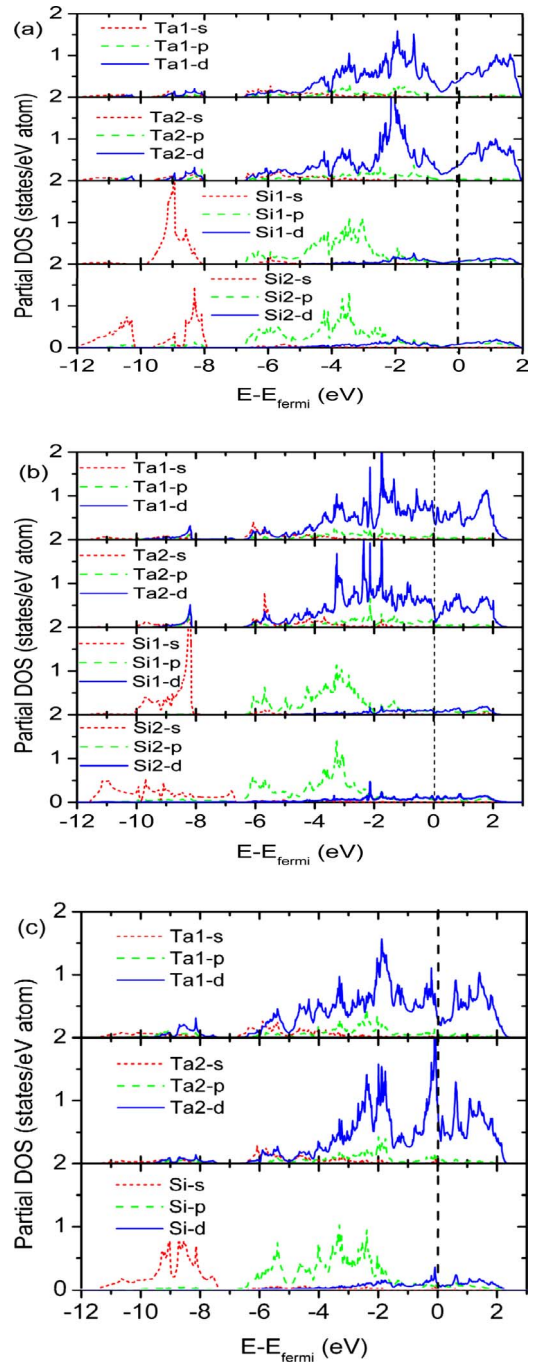 (a)
Partial DOS (states/eV atom)
2
Ta1-s
Ta1-p
1
Ta1-d
2
Ta2-s
Ta2-p
1
Ta2-d
2
Si1-s
1
Si1-p
Si1-d
2
Si2-s
1
Si2-p
Si2-d
0
-12 -10 -8 -6 -4 -2 0 2
E-Efermi (eV)
(b)
Partial DOS (states/eV atom)
2
Ta1-s
Ta1-p
1
Ta1-d
2
Ta2-s
Ta2-p
1
Ta2-d
2
Si1-s
Si1-p
1
Si1-d
2
Si2-s
Si2-p
1
Si2-d
0
-12 -10 -8 -6 -4 -2 0 2
E-Efermi (eV)
(c)
Partial DOS (states/eV atom)
2
Ta1-s
Ta1-p
1
Ta1-d
2
Ta2-s
Ta2-p
Ta2-d
1
2
Si-s
Si-p
1
Si-d
0
-12 -10 -8 -6 -4 -2 0 2
E-Efermi (eV)